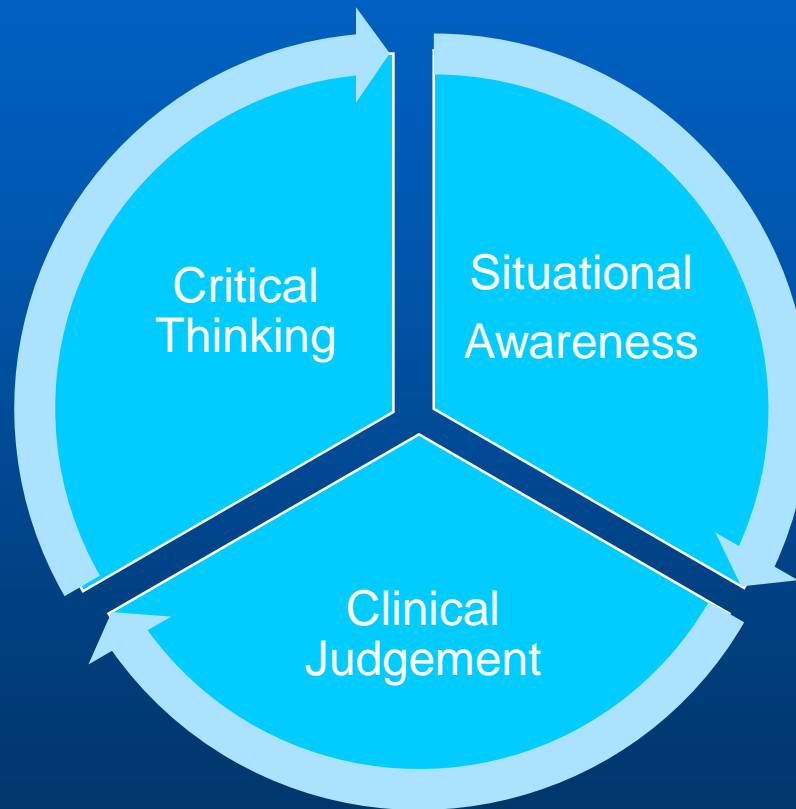 Critical
Thinking
Situational
Awareness
Clinical
Judgement